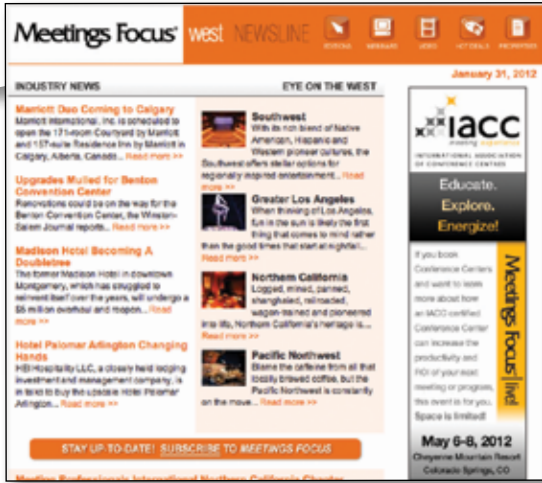 Meetings Focus west NEWSLINE
VIDEO
HOT DEALS
January 31, 2012
INDUSTRY NEWS
Marriott Duo Coming to Calgary
Marriott International, Inc. is scheduled to
open the 171-room Courtyard by Marriott
and 157-suite Residence Inn by Marriott in
Calgary, Alberta, Canada... Read more >>
Upgrades Mulled for Benton
Convention Center
Renovations could be on the way for the
Benton Convention Center, the Winston-
Salem Journal reports... Read more >>
Madison Hotel Becoming A
Doubletree
The former Madison Hotel in downtown
Montgomery, which has struggled to
reinvent itself over the years, will undergo a
$6 million overhaul and reopen... Read
more >>
Hotel Palomar Arlington Changing
Hands
HEI Hospitality LLC, a closely held lodging
investment and management company, is
in talks to buy the upscale Hotel Palomar
Arlington... Read more >>
EYE ON THE WEST
Southwest
With its rich blend of Native
American, Hispanic and
Western pioneer cultures, the
Southwest offers stellar options for
regionally inspired entertainment... Read
more >>
Greater Los Angeles
When thinking of Los Angeles,
fun in the sun is likely the first
thing that comes to mind rather
than the good times that start at nightfall...
Read more >>
Northern California
Logged, mined, panned,
shanghaied, railroaded,
wagon-trained and pioneered
into life, Northern California's heritage is...
Read more >>
Pacific Northwest
Blame the caffeine from all that
locally brewed coffee, but the
Pacific Northwest is constantly
on the move... Read more >>
iacc
meeting experience
INTERNATIONAL ASSOCIATION
OF CONFERENCE CENTERS
Educate.
Explore.
Energize!
If you book
Conference Centers
and want to learn
more about how
an IACC certified
Conference Center
can increase the
productivity and
ROI of your next
meeting or program,
this event is for you.
Space is limited!
Meetings Focus live!
May 6-8, 2012
Cheyenne Mountain Resort
Colorado Springs, CO
STAY UP-TO-DATE! SUBSCRIBE TO MEETINGS FOCUS
Meeting Professionals International Northern California Chapter